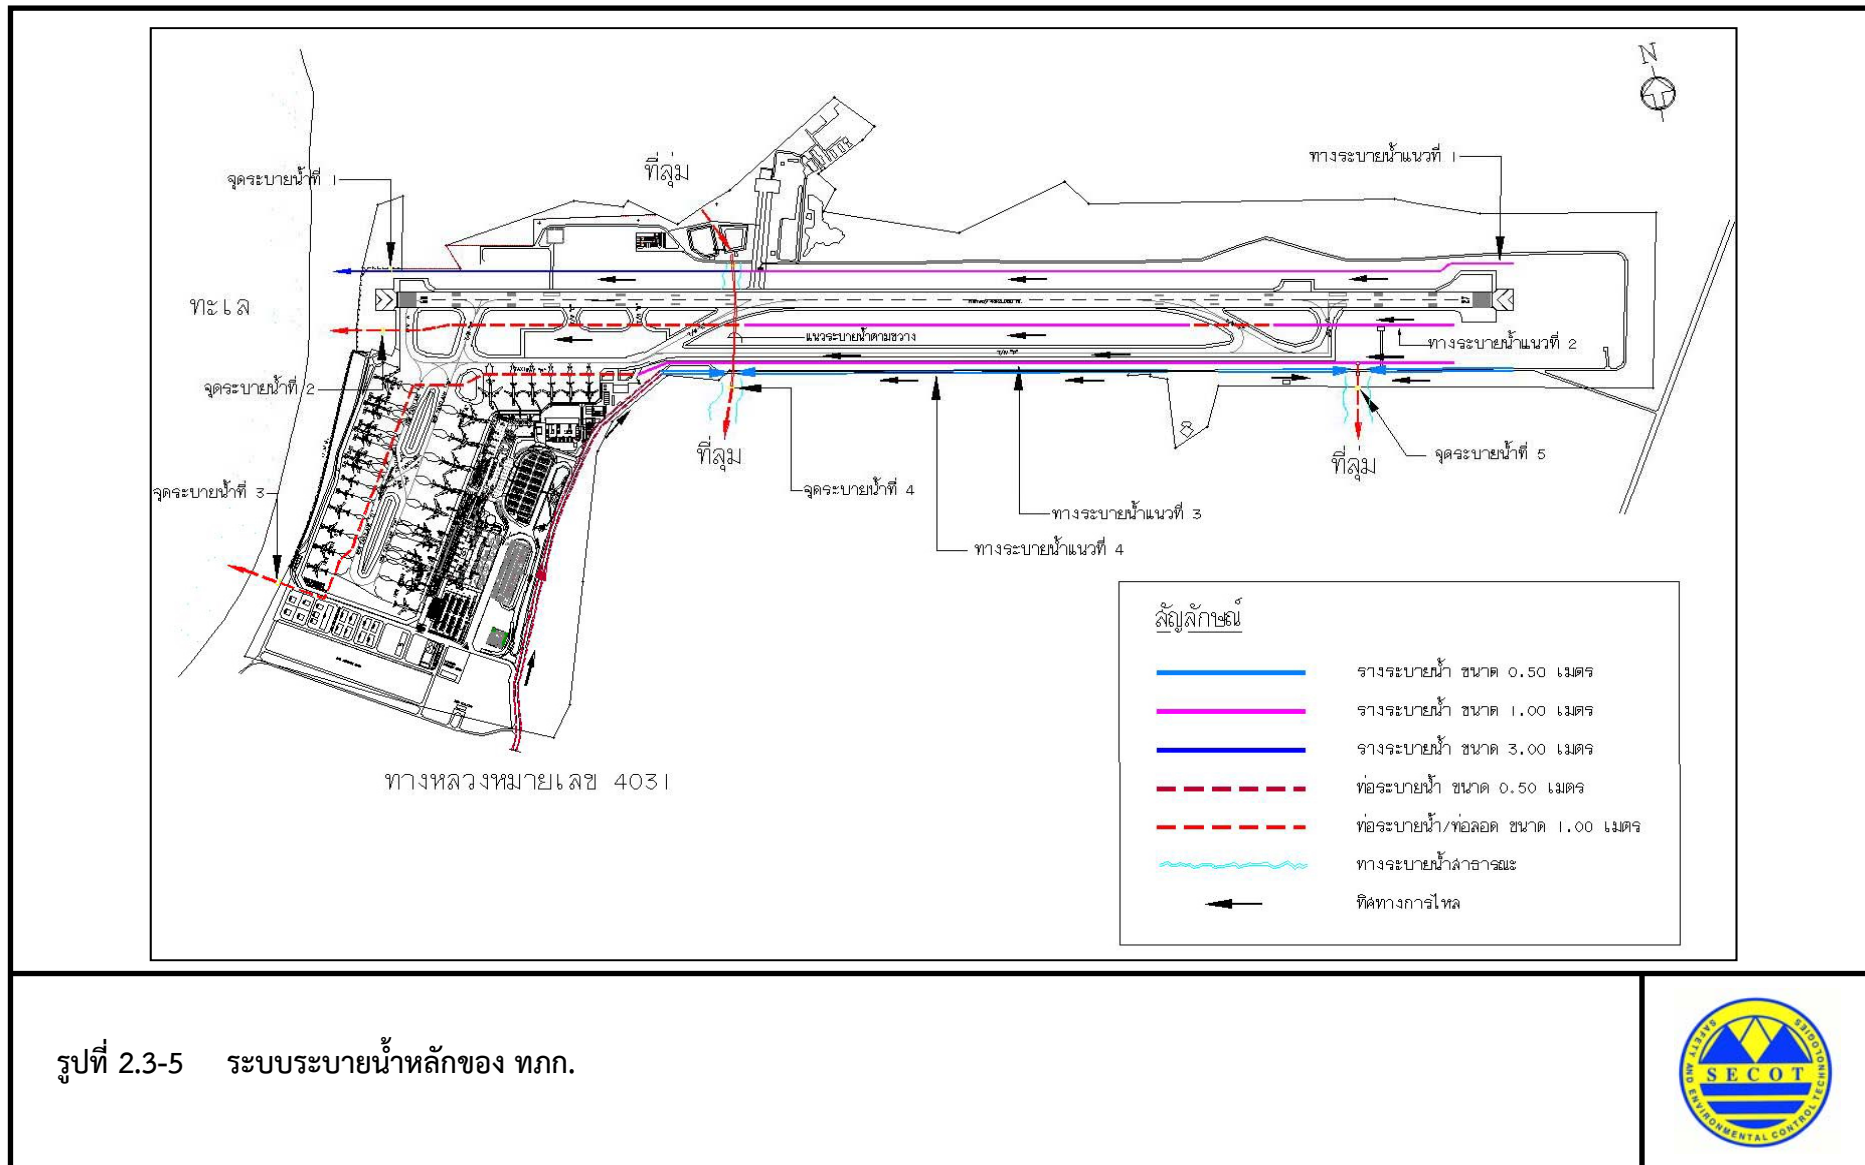 N
ทางระบายน้ำแนวที่ 1
จุดระบายน้ำที่ 1
ที่ลุ่ม
ทะเล
27
แนวระบายน้ำตามขวาง
ทางระบายน้ำแนวที่ 2
จุดระบายน้ำที่ 2
ที่ลุ่ม
ที่ลุ่ม
จุดระบายน้ำที่ 5
จุดระบายน้ำที่ 3
จุดระบายน้ำที่ 4
ทางระบายน้ำแนวที่ 3
ทางระบายน้ำแนวที่ 4
ทางหลวงหมายเลข 4031
สัญลักษณ์
รางระบายน้ำ ขนาด 0.50 เมตร
รางระบายน้ำ ขนาด 1.00 เมตร
รางระบายน้ำ ขนาด 3.00 เมตร
ท่อระบายน้ำ ขนาด 0.50 เมตร
ท่อระบายน้ำ/ท่อลอด ขนาด 1.00 เมตร
ทางระบายน้ำสาธารณะ
ทิศทางการไหล
รูปที่ 2.3-5 ระบบระบายน้ำหลักของ ทภก.
SECOT
SAFETY AND ENVIRONMENTAL CONTROL TECHNOLOGIES